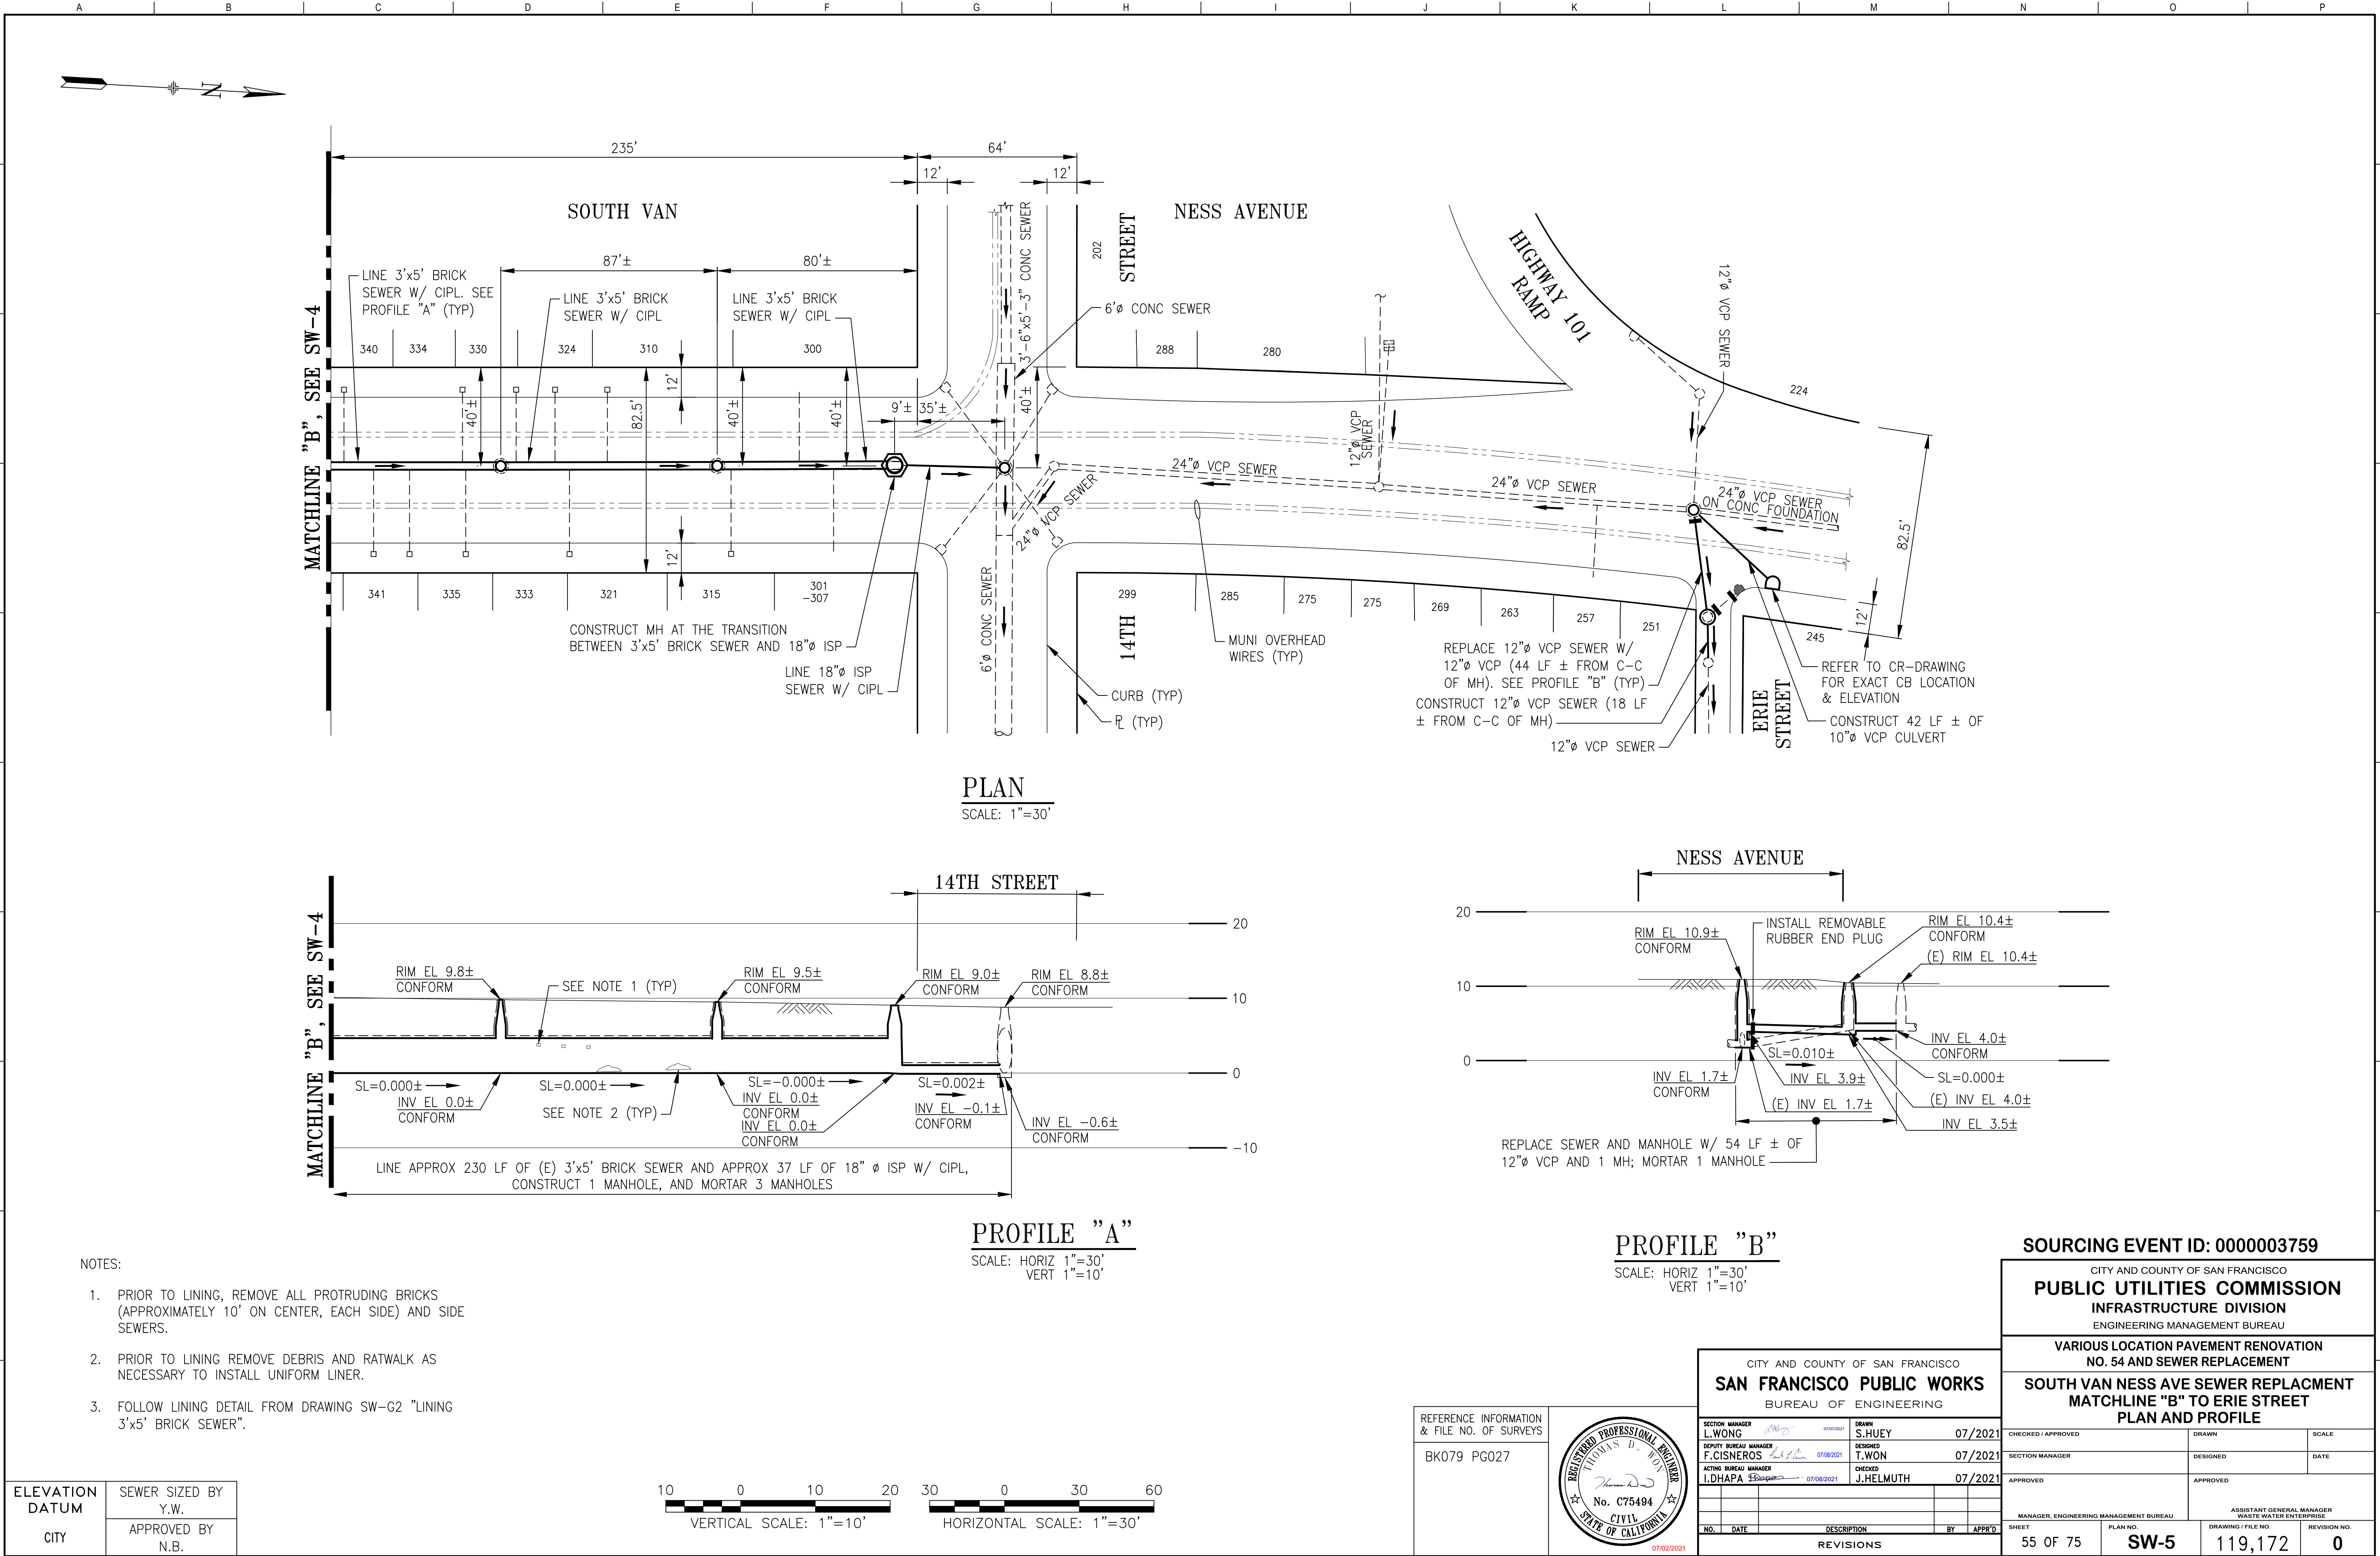 A B C D E F G H I J K L M N O P
N
235'
64'
12'
12'
SOUTH VAN
NESS AVENUE
14TH
STREET
202
HIGHWAY 101
RAMP
MATCHLINE "B", SEE SW-4
LINE 3'x5' BRICK
SEWER W/ CIPL. SEE
PROFILE "A" (TYP)
87'±
80'±
LINE 3'x5' BRICK
SEWER W/ CIPL
LINE 3'x5' BRICK
SEWER W/ CIPL
3'-6"x5'-3" CONC SEWER
6'ø CONC SEWER
12"ø VCP SEWER
340
334
330
324
310
300
288
280
224
12'
40'±
82.5'
40'±
40'±
9'±
35'±
40'±
12"ø VCP
SEWER
24"ø VCP SEWER
24"ø VCP SEWER
24"ø VCP SEWER
24"ø VCP SEWER
ON CONC FOUNDATION
82.5'
12'
12'
341
335
333
321
315
301
-307
299
285
275
275
269
263
257
251
245
CONSTRUCT MH AT THE TRANSITION
BETWEEN 3'x5' BRICK SEWER AND 18"ø ISP
LINE 18"ø ISP
SEWER W/ CIPL
6'ø CONC SEWER
MUNI OVERHEAD
WIRES (TYP)
CURB (TYP)
PL (TYP)
REPLACE 12"ø VCP SEWER W/
12"ø VCP (44 LF ± FROM C-C
OF MH). SEE PROFILE "B" (TYP)
CONSTRUCT 12"ø VCP SEWER (18 LF
± FROM C-C OF MH)
12"ø VCP SEWER
ERIE
STREET
REFER TO CR-DRAWING
FOR EXACT CB LOCATION
& ELEVATION
CONSTRUCT 42 LF ± OF
10"ø VCP CULVERT
PLAN
SCALE: 1"=30'
MATCHLINE "B", SEE SW-4
14TH STREET
20
10
0
-10
RIM EL 9.8±
CONFORM
SEE NOTE 1 (TYP)
RIM EL 9.5±
CONFORM
RIM EL 9.0±
CONFORM
RIM EL 8.8±
CONFORM
SL=0.000±
INV EL 0.0±
CONFORM
SL=0.000±
SEE NOTE 2 (TYP)
SL=-0.000±
INV EL 0.0±
CONFORM
INV EL 0.0±
CONFORM
SL=0.002±
INV EL -0.1±
CONFORM
INV EL -0.6±
CONFORM
LINE APPROX 230 LF OF (E) 3'x5' BRICK SEWER AND APPROX 37 LF OF 18" ø ISP W/ CIPL,
CONSTRUCT 1 MANHOLE, AND MORTAR 3 MANHOLES
PROFILE "A"
SCALE: HORIZ 1"=30'
VERT 1"=10'
NESS AVENUE
20
10
0
RIM EL 10.9±
CONFORM
INSTALL REMOVABLE
RUBBER END PLUG
RIM EL 10.4±
CONFORM
(E) RIM EL 10.4±
SL=0.010±
INV EL 1.7±
CONFORM
INV EL 3.9±
(E) INV EL 1.7±
INV EL 4.0±
CONFORM
SL=0.000±
(E) INV EL 4.0±
INV EL 3.5±
REPLACE SEWER AND MANHOLE W/ 54 LF ± OF
12"ø VCP AND 1 MH; MORTAR 1 MANHOLE
PROFILE "B"
SCALE: HORIZ 1"=30'
VERT 1"=10'
NOTES:
1. PRIOR TO LINING, REMOVE ALL PROTRUDING BRICKS
(APPROXIMATELY 10' ON CENTER, EACH SIDE) AND SIDE
SEWERS.
2. PRIOR TO LINING REMOVE DEBRIS AND RATWALK AS
NECESSARY TO INSTALL UNIFORM LINER.
3. FOLLOW LINING DETAIL FROM DRAWING SW-G2 "LINING
3'x5' BRICK SEWER".
ELEVATION
DATUM
CITY
SEWER SIZED BY
Y.W.
APPROVED BY
N.B.
10 0 10 20
VERTICAL SCALE: 1"=10'
30 0 30 60
HORIZONTAL SCALE: 1"=30'
REFERENCE INFORMATION
& FILE NO. OF SURVEYS
BK079 PG027
REGISTERED PROFESSIONAL ENGINEER
THOMAS D. WON
No. C75494
CIVIL
STATE OF CALIFORNIA
07/02/2021
CITY AND COUNTY OF SAN FRANCISCO
SAN FRANCISCO PUBLIC WORKS
BUREAU OF ENGINEERING
SECTION MANAGER
L.WONG 07/07/2021
DRAWN
S.HUEY 07/2021
DEPUTY BUREAU MANAGER
F.CISNEROS 07/08/2021
DESIGNED
T.WON 07/2021
ACTING BUREAU MANAGER
I.DHAPA 07/08/2021
CHECKED
J.HELMUTH 07/2021
NO. DATE DESCRIPTION BY APPR'D
REVISIONS
SOURCING EVENT ID: 0000003759
CITY AND COUNTY OF SAN FRANCISCO
PUBLIC UTILITIES COMMISSION
INFRASTRUCTURE DIVISION
ENGINEERING MANAGEMENT BUREAU
VARIOUS LOCATION PAVEMENT RENOVATION
NO. 54 AND SEWER REPLACEMENT
SOUTH VAN NESS AVE SEWER REPLACMENT
MATCHLINE "B" TO ERIE STREET
PLAN AND PROFILE
CHECKED / APPROVED
DRAWN
SCALE
SECTION MANAGER
DESIGNED
DATE
APPROVED
APPROVED
MANAGER, ENGINEERING MANAGEMENT BUREAU
ASSISTANT GENERAL MANAGER
WASTE WATER ENTERPRISE
SHEET
55 OF 75
PLAN NO.
SW-5
DRAWING / FILE NO.
119,172
REVISION NO.
0